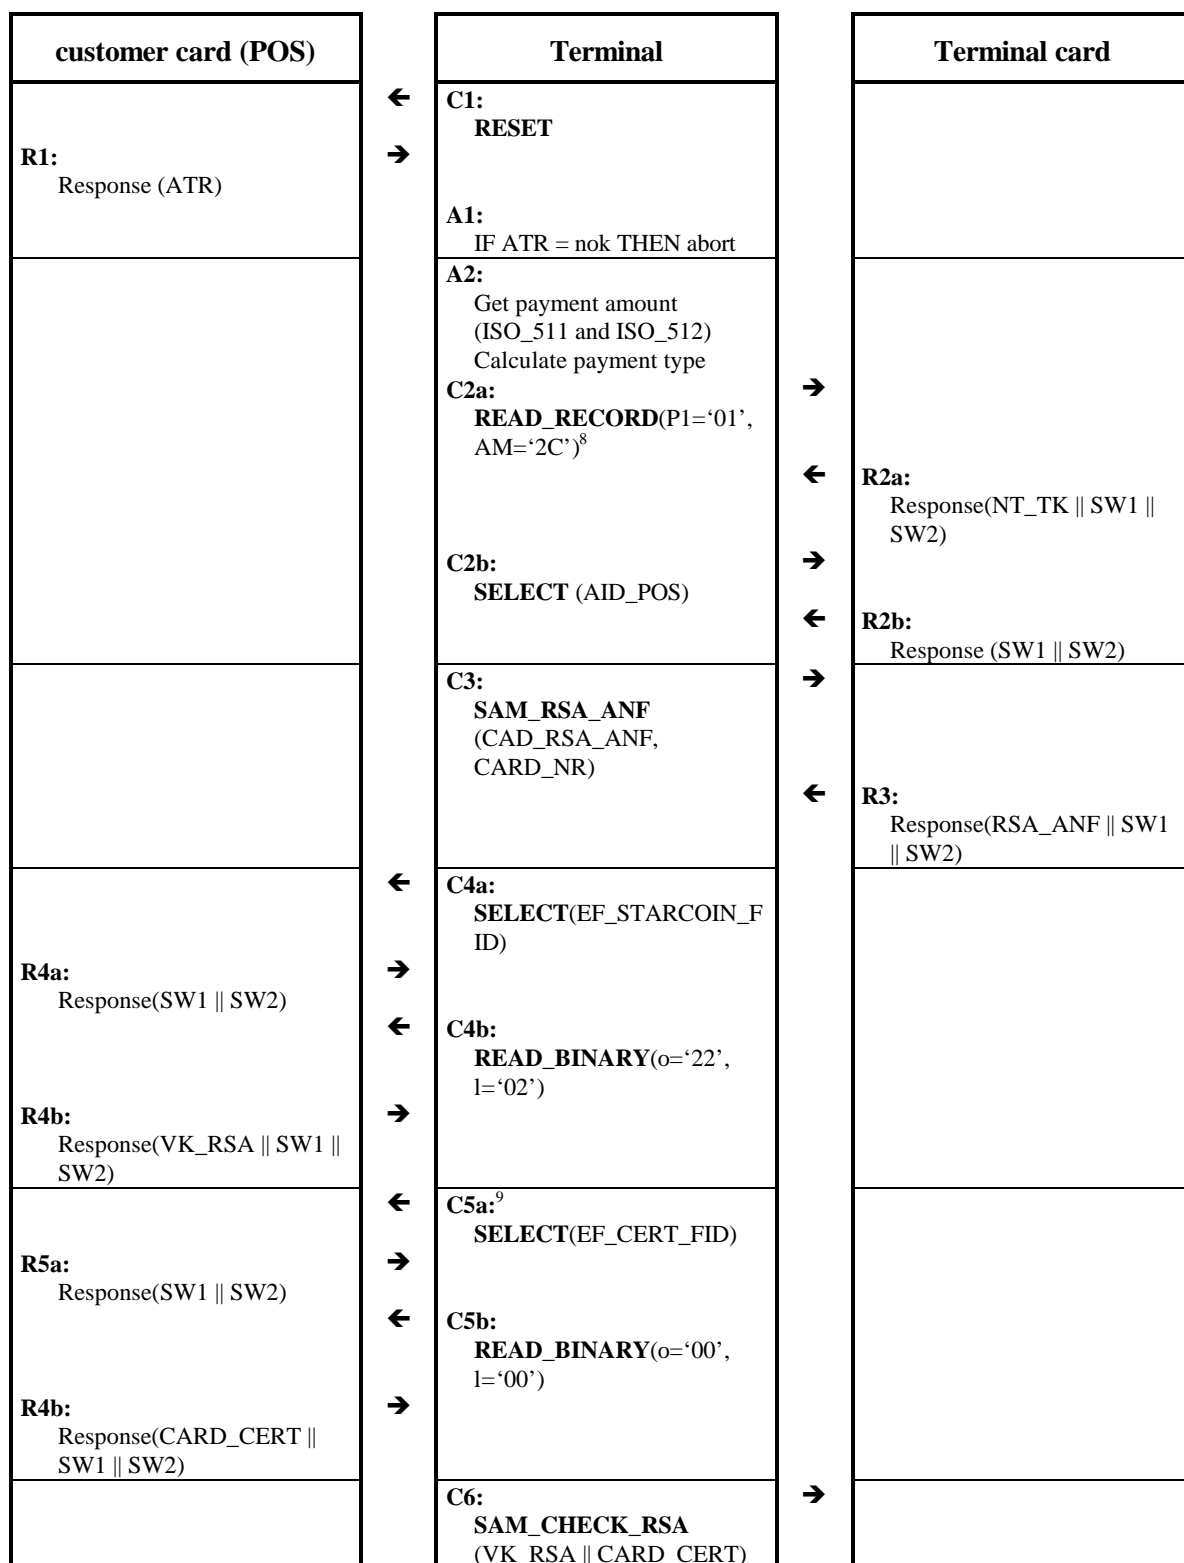 customer card (POS)
Terminal
Terminal card
🡸 C1:
RESET
R1: 🡺
Response (ATR)
A1:
IF ATR = nok THEN abort
A2:
Get payment amount
(ISO_511 and ISO_512)
Calculate payment type
C2a: 🡺
READ_RECORD(P1=‘01’,
AM=‘2C’)⁸
🡸 R2a:
Response(NT_TK || SW1 ||
SW2)
C2b: 🡺
SELECT (AID_POS)
🡸 R2b:
Response (SW1 || SW2)
C3: 🡺
SAM_RSA_ANF
(CAD_RSA_ANF,
CARD_NR)
🡸 R3:
Response(RSA_ANF || SW1
|| SW2)
🡸 C4a:
SELECT(EF_STARCOIN_F
ID)
R4a: 🡺
Response(SW1 || SW2)
🡸 C4b:
READ_BINARY(o=‘22’,
l=‘02’)
R4b: 🡺
Response(VK_RSA || SW1 ||
SW2)
🡸 C5a:⁹
SELECT(EF_CERT_FID)
R5a: 🡺
Response(SW1 || SW2)
🡸 C5b:
READ_BINARY(o=‘00’,
l=‘00’)
R4b: 🡺
Response(CARD_CERT ||
SW1 || SW2)
C6: 🡺
SAM_CHECK_RSA
(VK_RSA || CARD_CERT)